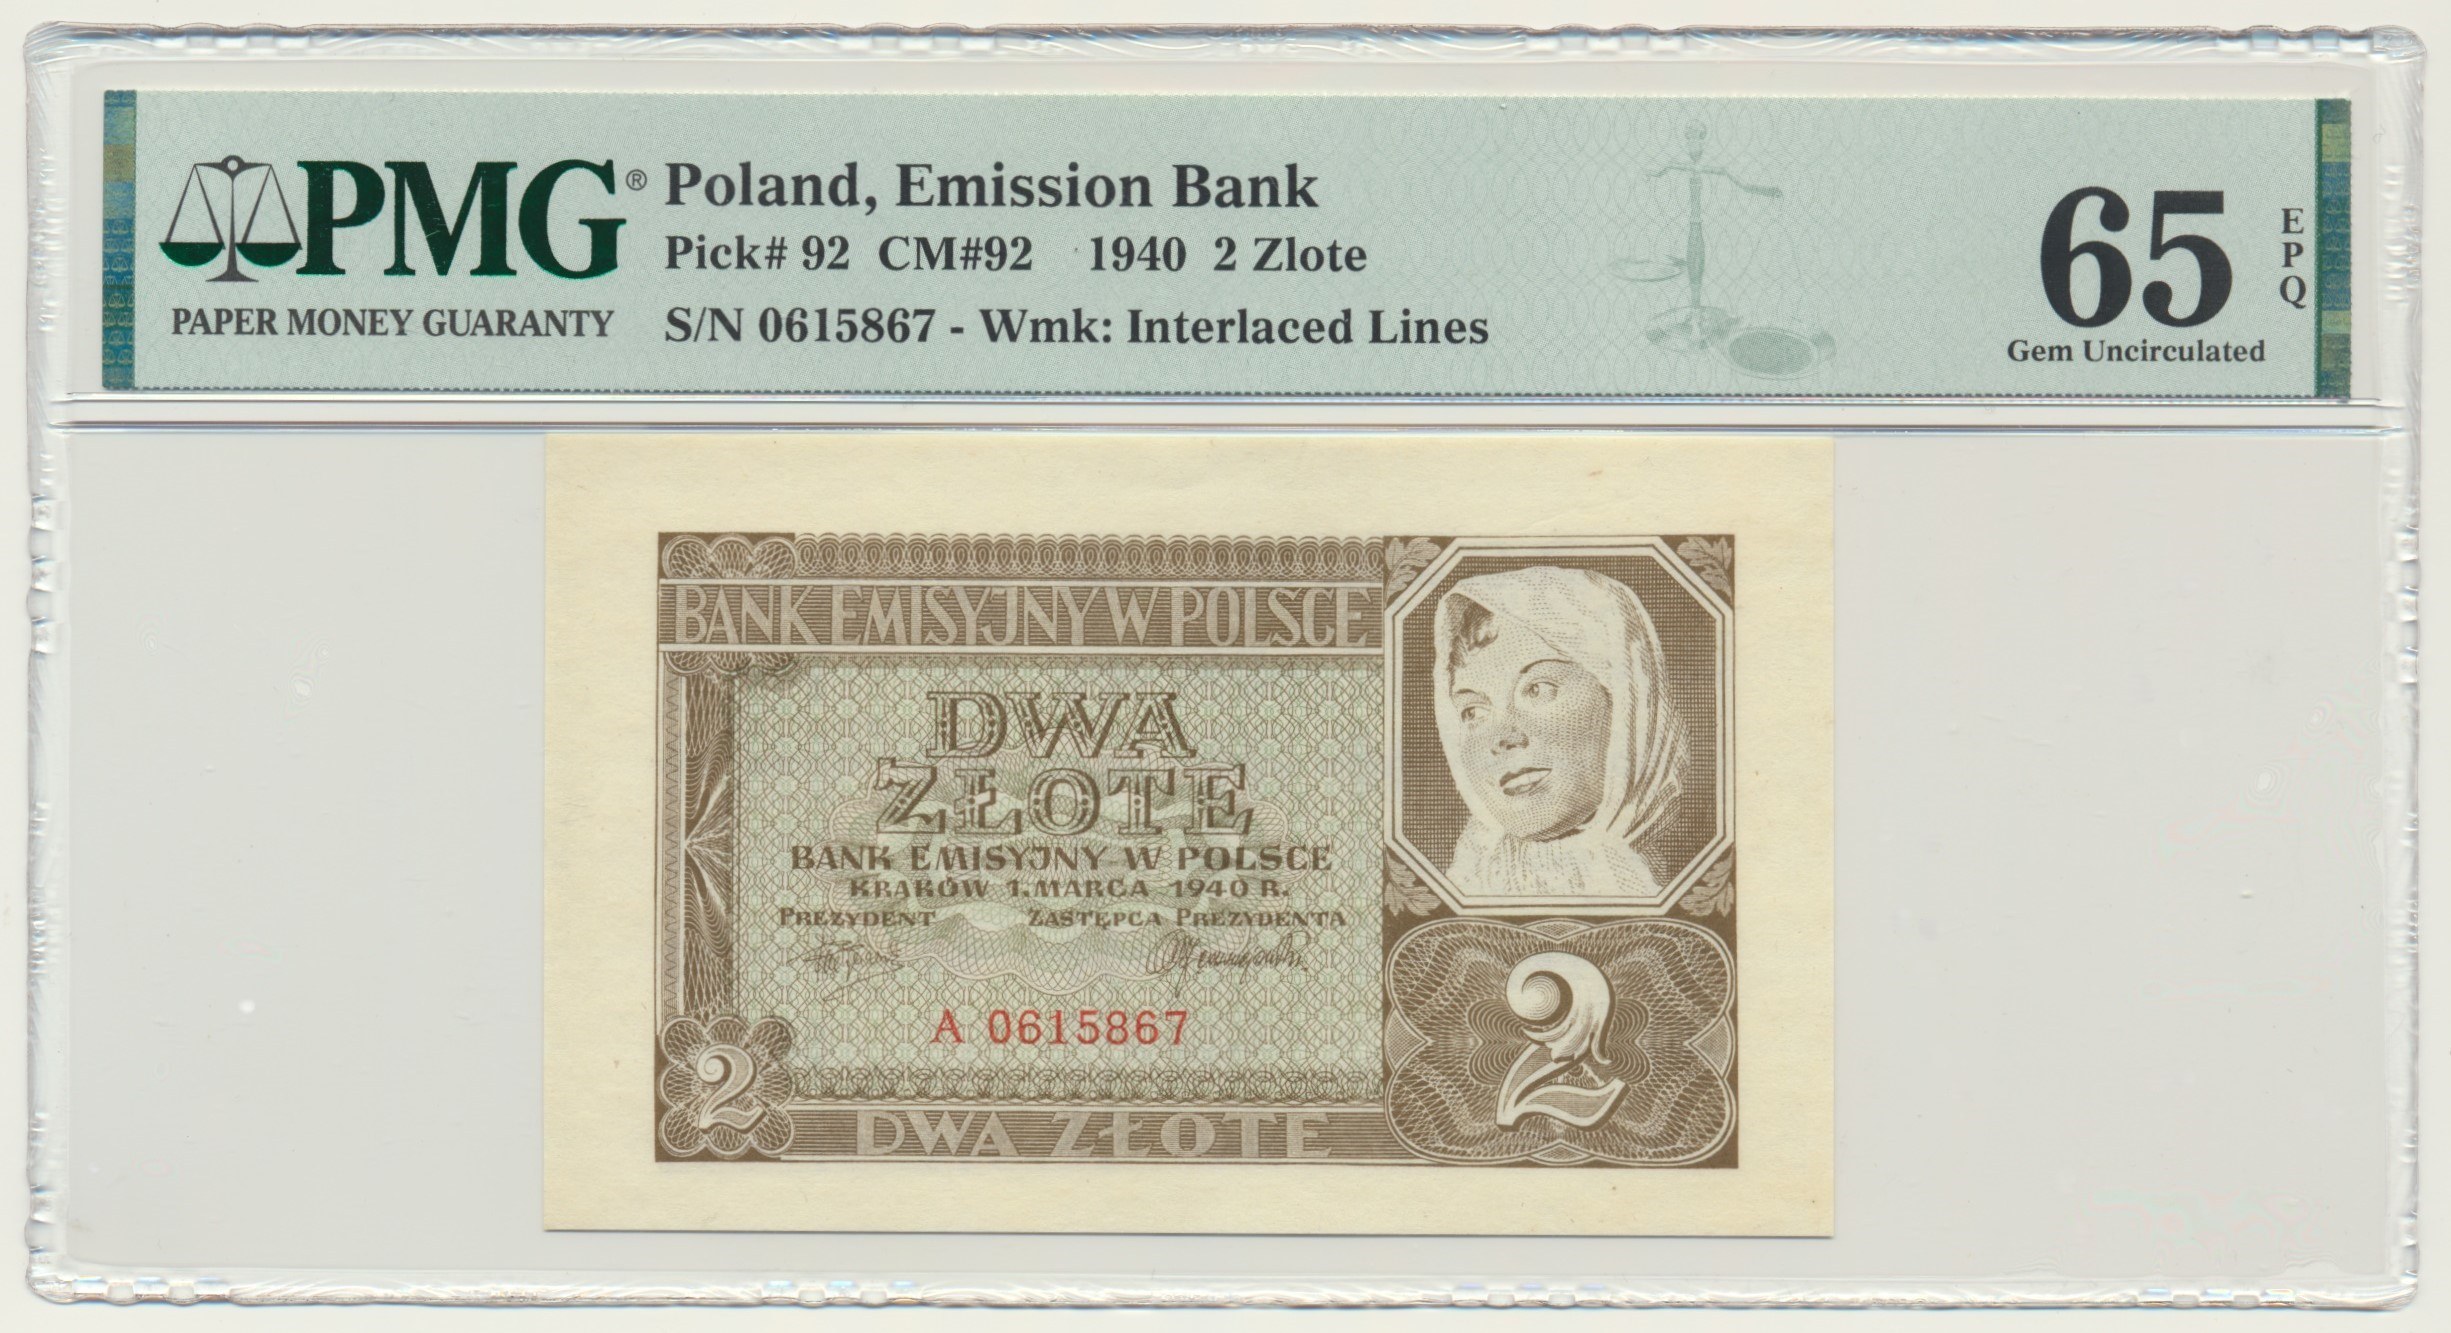 PMG®
PAPER MONEY GUARANTY
Poland, Emission Bank
Pick# 92 CM#92 1940 2 Zlote
S/N 0615867 - Wmk: Interlaced Lines
65
EPQ
Gem Uncirculated
BANK EMISYJNY W POLSCE
DWA
ZŁOTE
BANK EMISYJNY W POLSCE
KRAKÓW 1. MARCA 1940 R.
PREZYDENT ZASTĘPCA PREZYDENTA
A 0615867
2
2
DWA ZŁOTE